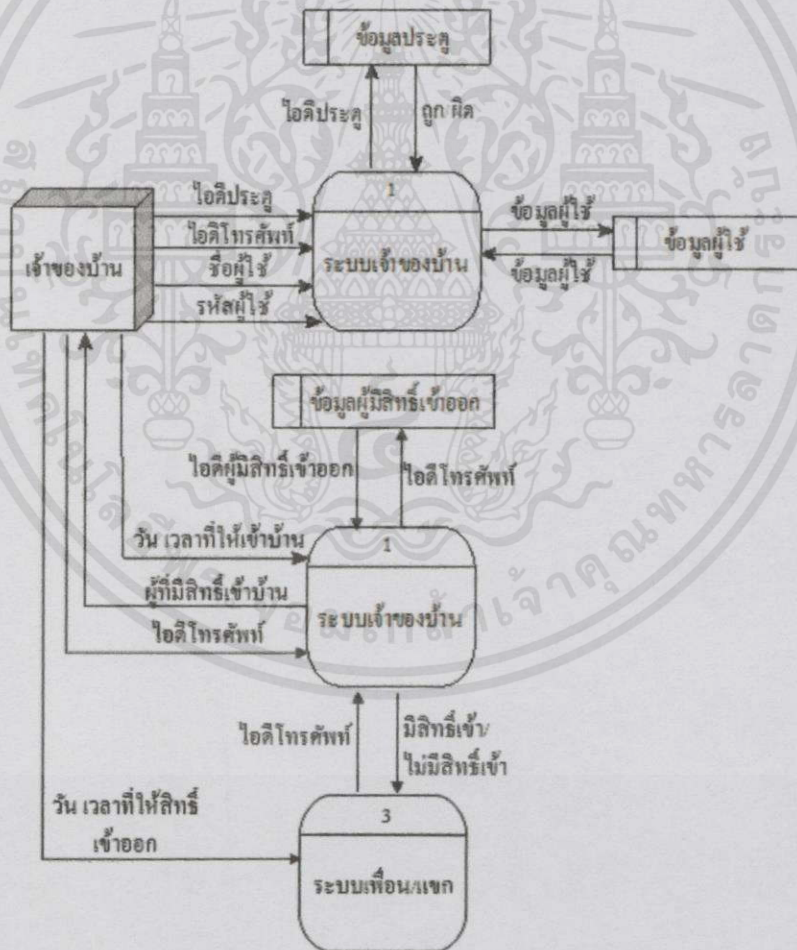 ข้อมูลประตู
ไอดีประตู
ถูก/ผิด
1
ไอดีประตู
ไอดีโทรศัพท์
ชื่อผู้ใช้
รหัสผู้ใช้
เจ้าของบ้าน
ระบบเจ้าของบ้าน
ข้อมูลผู้ใช้
ข้อมูลผู้ใช้
ข้อมูลผู้ใช้
ข้อมูลผู้มีสิทธิ์เข้าออก
ไอดีผู้มีสิทธิ์เข้าออก
ไอดีโทรศัพท์
1
วัน เวลาที่ให้เข้าบ้าน
ผู้ที่มีสิทธิ์เข้าบ้าน
ไอดีโทรศัพท์
ระบบเจ้าของบ้าน
ไอดีโทรศัพท์
มีสิทธิ์เข้า/
ไม่มีสิทธิ์เข้า
วัน เวลาที่ให้สิทธิ์
เข้าออก
3
ระบบเพื่อน/แขก